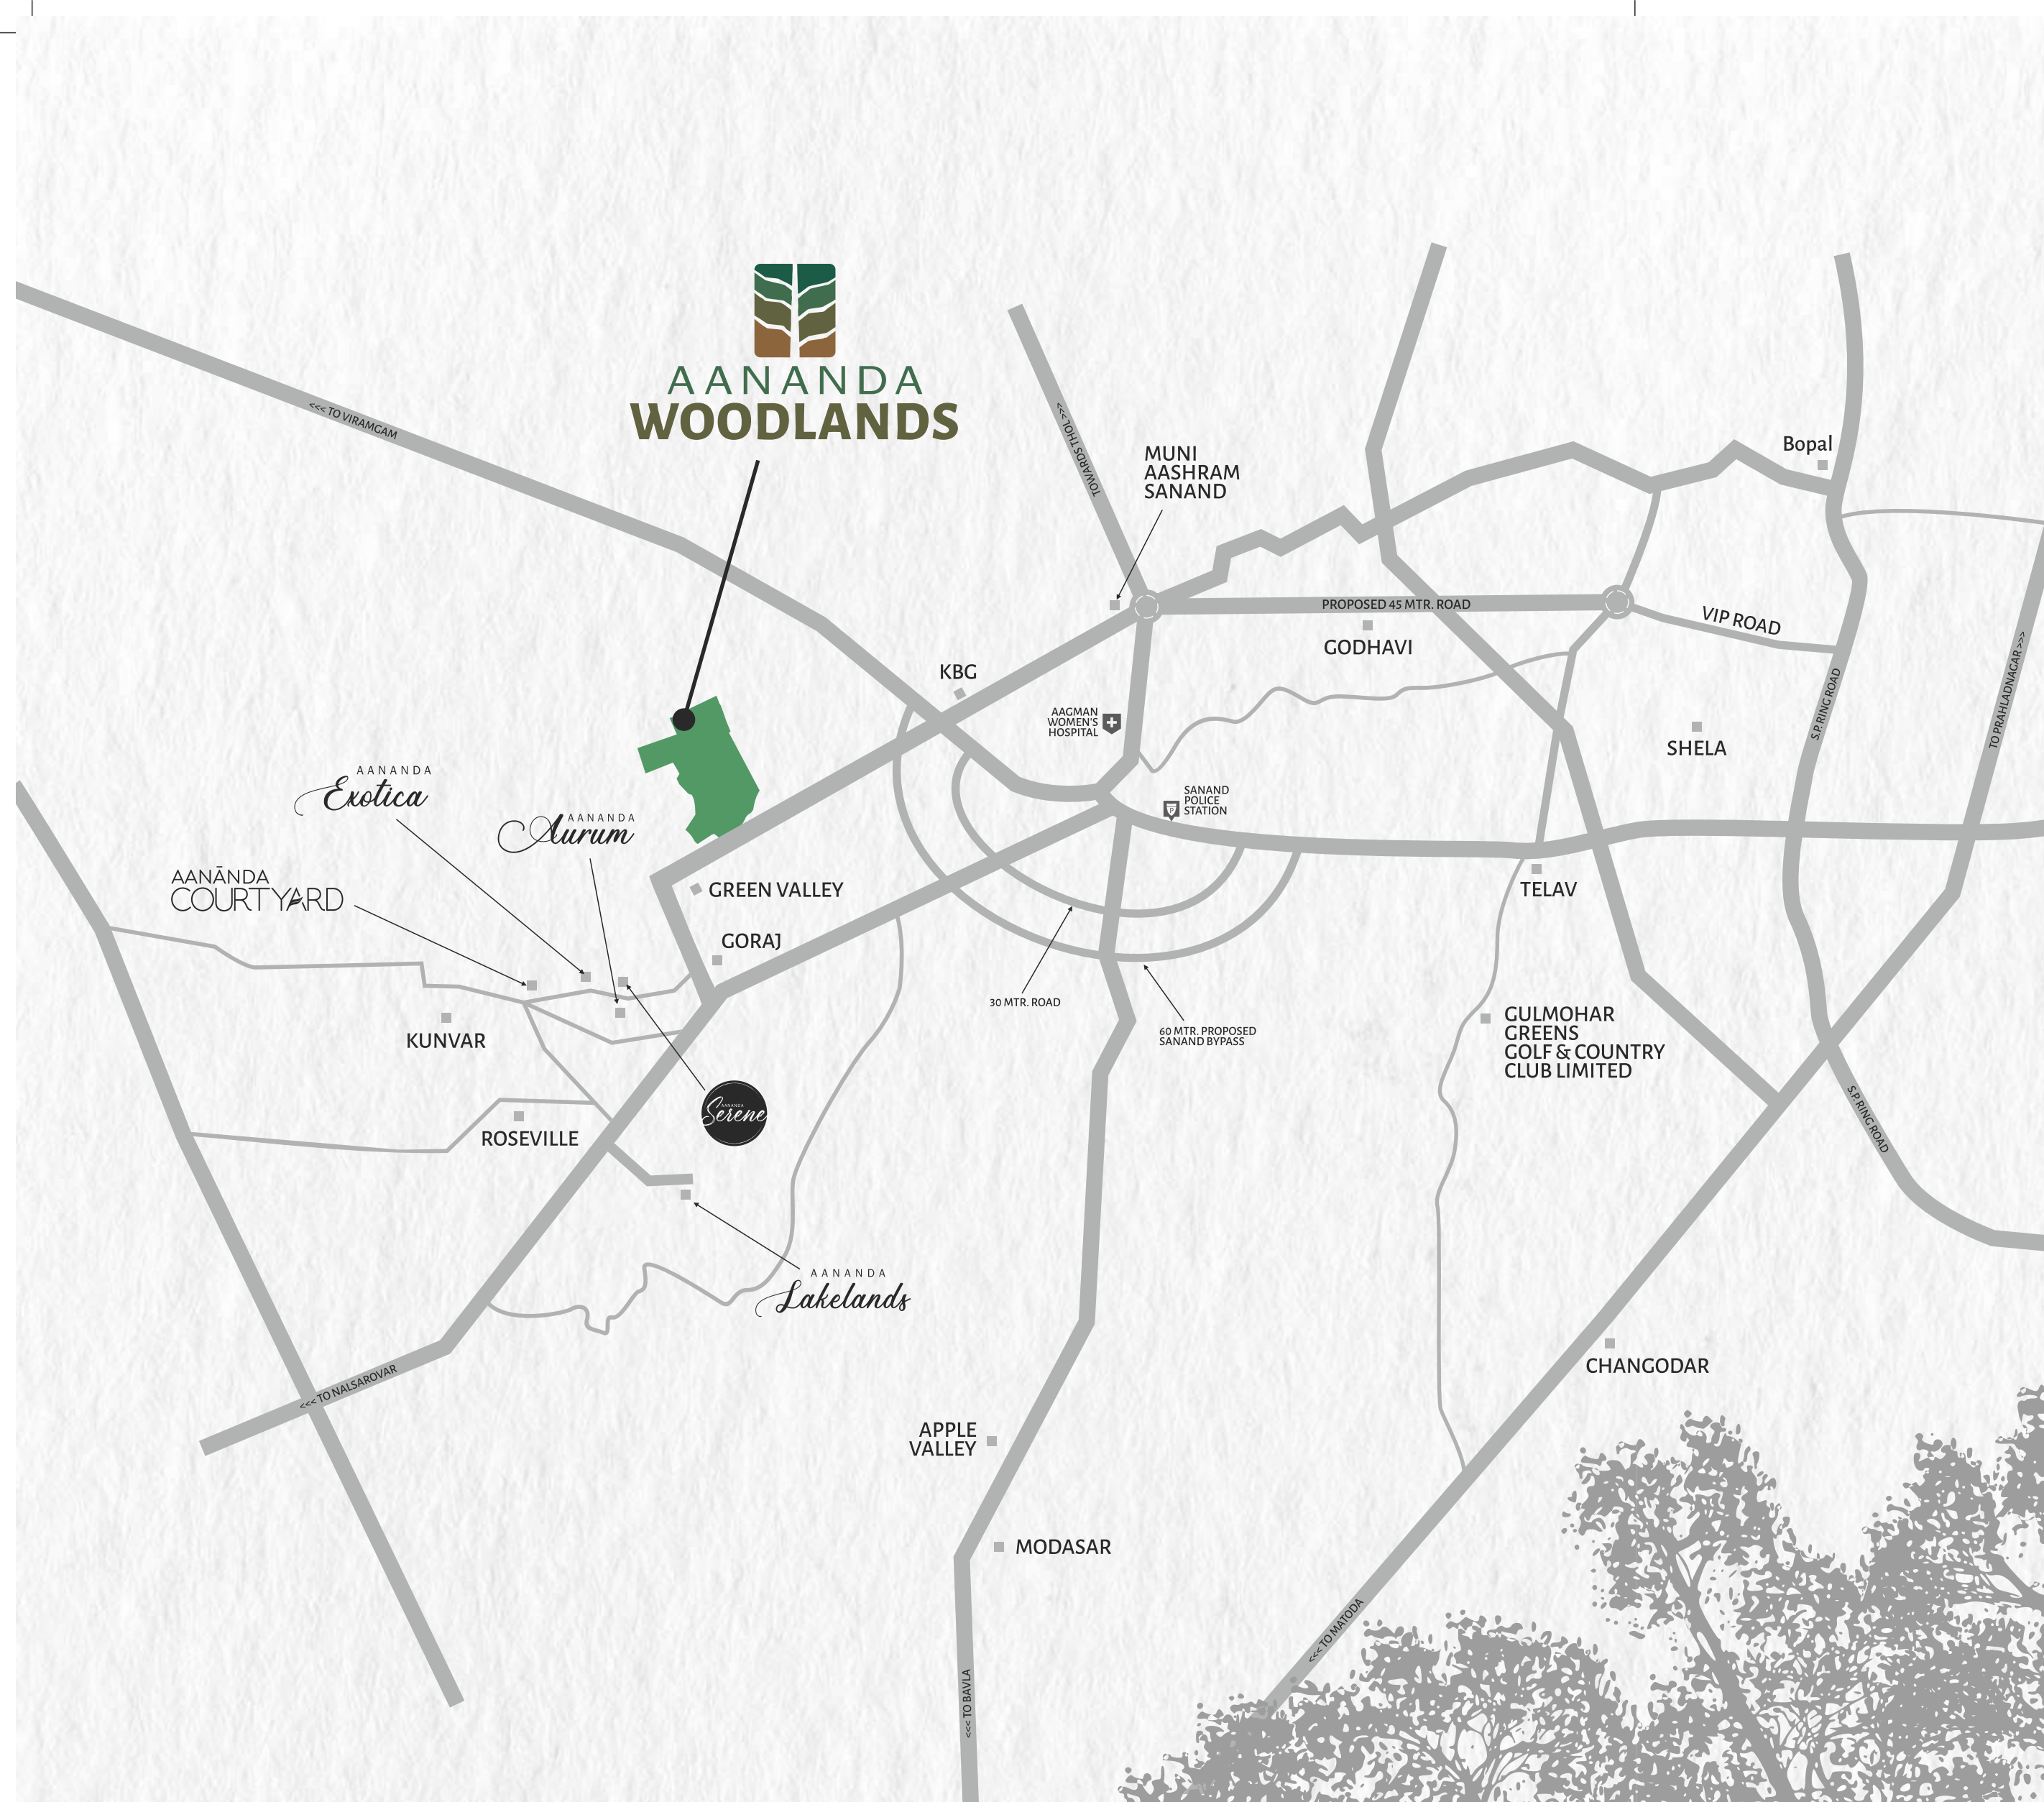 AANANDA
WOODLANDS
<<< TO VIRAMGAM
<<< TOWARDS THOL
MUNI
AASHRAM
SANAND
Bopal
PROPOSED 45 MTR. ROAD
VIP ROAD
GODHAVI
KBG
AAGMAN
WOMEN'S
HOSPITAL
S.P. RING ROAD
TO PRAHLADNAGAR >>>
SHELA
SANAND
POLICE
STATION
AANANDA
Exotica
AANANDA
Aurum
AANĀNDA
COURTYARD
GREEN VALLEY
TELAV
GORAJ
30 MTR. ROAD
60 MTR. PROPOSED
SANAND BYPASS
GULMOHAR
GREENS
GOLF & COUNTRY
CLUB LIMITED
KUNVAR
AANANDA
Serene
ROSEVILLE
S.P. RING ROAD
AANANDA
Lakelands
<<< TO NALSAROVAR
CHANGODAR
APPLE
VALLEY
MODASAR
<<< TO MATODA
<<< TO BAVLA